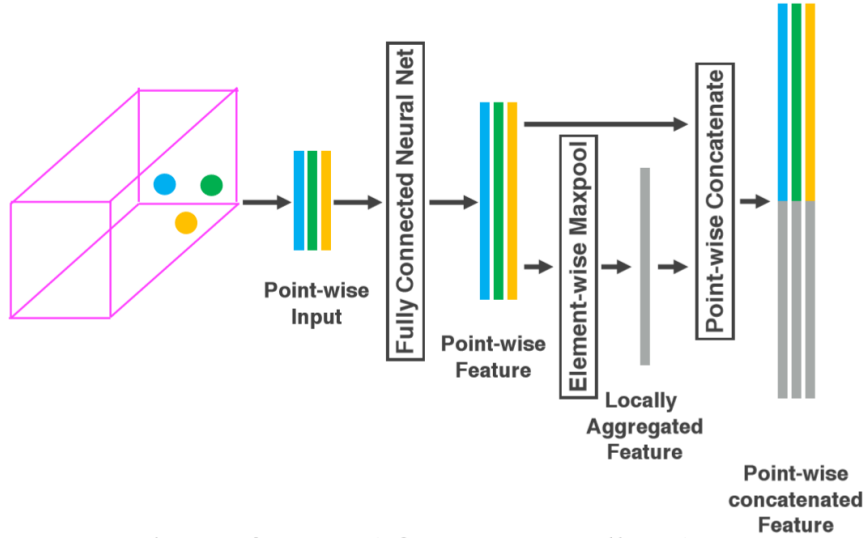 Point-wise
Input
Fully Connected Neural Net
Point-wise
Feature
Element-wise Maxpool
Locally
Aggregated
Feature
Point-wise Concatenate
Point-wise
concatenated
Feature